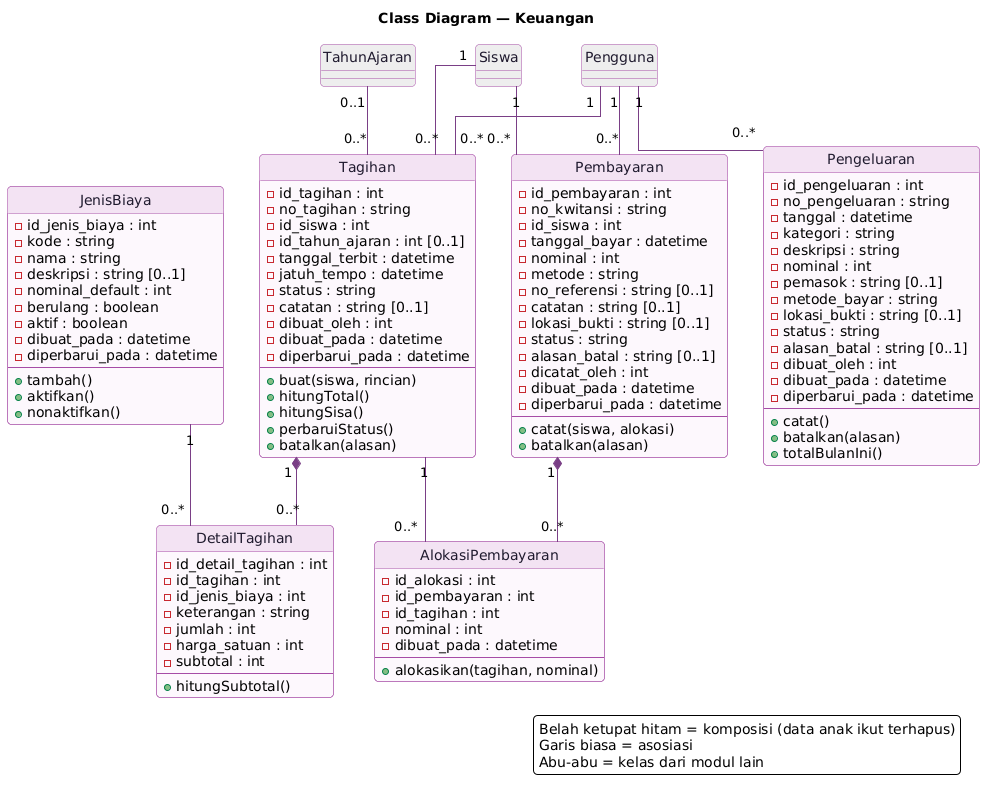 Class Diagram — Keuangan
TahunAjaran
Siswa
Pengguna
1
0..1
1
1
1
1
0..*
0..*
0..*
0..*
0..*
0..*
JenisBiaya
id_jenis_biaya : int
kode : string
nama : string
deskripsi : string [0..1]
nominal_default : int
berulang : boolean
aktif : boolean
dibuat_pada : datetime
diperbarui_pada : datetime
tambah()
aktifkan()
nonaktifkan()
Tagihan
id_tagihan : int
no_tagihan : string
id_siswa : int
id_tahun_ajaran : int [0..1]
tanggal_terbit : datetime
jatuh_tempo : datetime
status : string
catatan : string [0..1]
dibuat_oleh : int
dibuat_pada : datetime
diperbarui_pada : datetime
buat(siswa, rincian)
hitungTotal()
hitungSisa()
perbaruiStatus()
batalkan(alasan)
Pembayaran
id_pembayaran : int
no_kwitansi : string
id_siswa : int
tanggal_bayar : datetime
nominal : int
metode : string
no_referensi : string [0..1]
catatan : string [0..1]
lokasi_bukti : string [0..1]
status : string
alasan_batal : string [0..1]
dicatat_oleh : int
dibuat_pada : datetime
diperbarui_pada : datetime
catat(siswa, alokasi)
batalkan(alasan)
Pengeluaran
id_pengeluaran : int
no_pengeluaran : string
tanggal : datetime
kategori : string
deskripsi : string
nominal : int
pemasok : string [0..1]
metode_bayar : string
lokasi_bukti : string [0..1]
status : string
alasan_batal : string [0..1]
dibuat_oleh : int
dibuat_pada : datetime
diperbarui_pada : datetime
catat()
batalkan(alasan)
totalBulanIni()
1
1
1
1
0..*
0..*
0..*
0..*
DetailTagihan
id_detail_tagihan : int
id_tagihan : int
id_jenis_biaya : int
keterangan : string
jumlah : int
harga_satuan : int
subtotal : int
hitungSubtotal()
AlokasiPembayaran
id_alokasi : int
id_pembayaran : int
id_tagihan : int
nominal : int
dibuat_pada : datetime
alokasikan(tagihan, nominal)
Belah ketupat hitam = komposisi (data anak ikut terhapus)
Garis biasa = asosiasi
Abu-abu = kelas dari modul lain